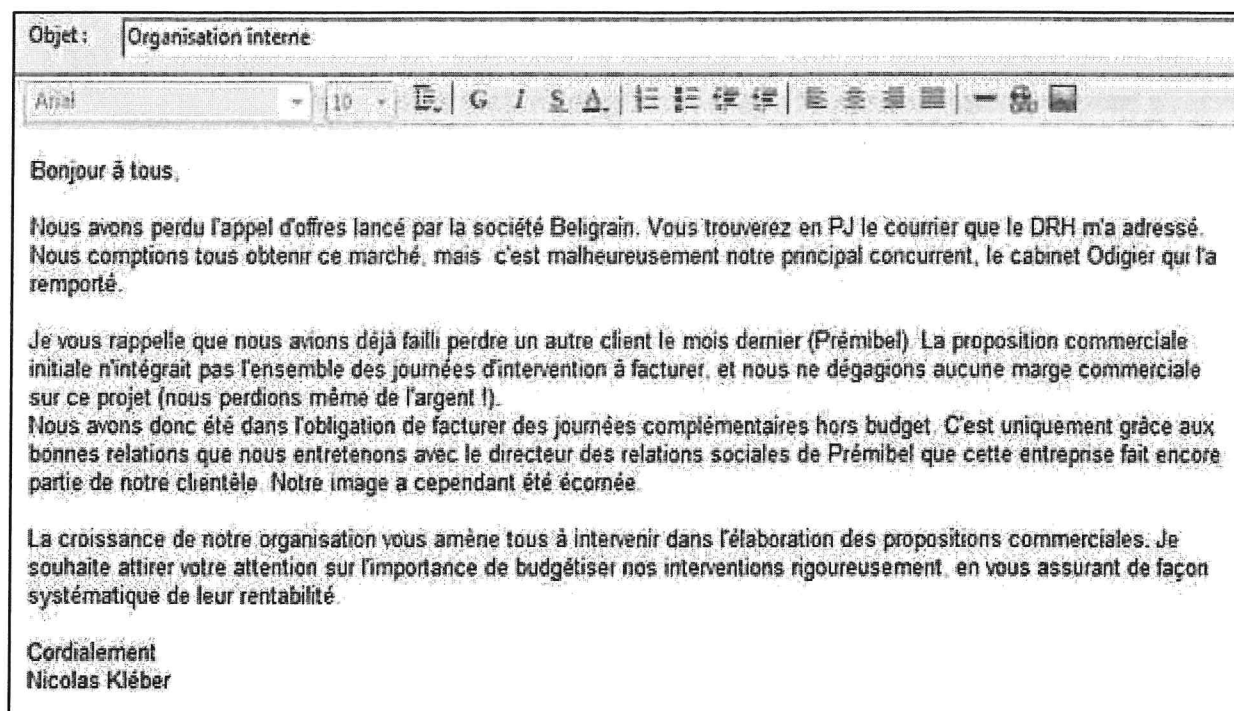 Objet : Organisation interne
Arial 10 G I S A
Bonjour à tous,
Nous avons perdu l'appel d'offres lancé par la société Beligrain. Vous trouverez en PJ le courrier que le DRH m'a adressé.
Nous comptions tous obtenir ce marché, mais c'est malheureusement notre principal concurrent, le cabinet Odigier qui l'a
remporté.
Je vous rappelle que nous avions déjà failli perdre un autre client le mois dernier (Prémibel). La proposition commerciale
initiale n'intégrait pas l'ensemble des journées d'intervention à facturer, et nous ne dégagions aucune marge commerciale
sur ce projet (nous perdions même de l'argent !).
Nous avons donc été dans l'obligation de facturer des journées complémentaires hors budget. C'est uniquement grâce aux
bonnes relations que nous entretenons avec le directeur des relations sociales de Prémibel que cette entreprise fait encore
partie de notre clientèle. Notre image a cependant été écornée.
La croissance de notre organisation vous amène tous à intervenir dans l'élaboration des propositions commerciales. Je
souhaite attirer votre attention sur l'importance de budgétiser nos interventions rigoureusement, en vous assurant de façon
systématique de leur rentabilité.
Cordialement
Nicolas Kléber